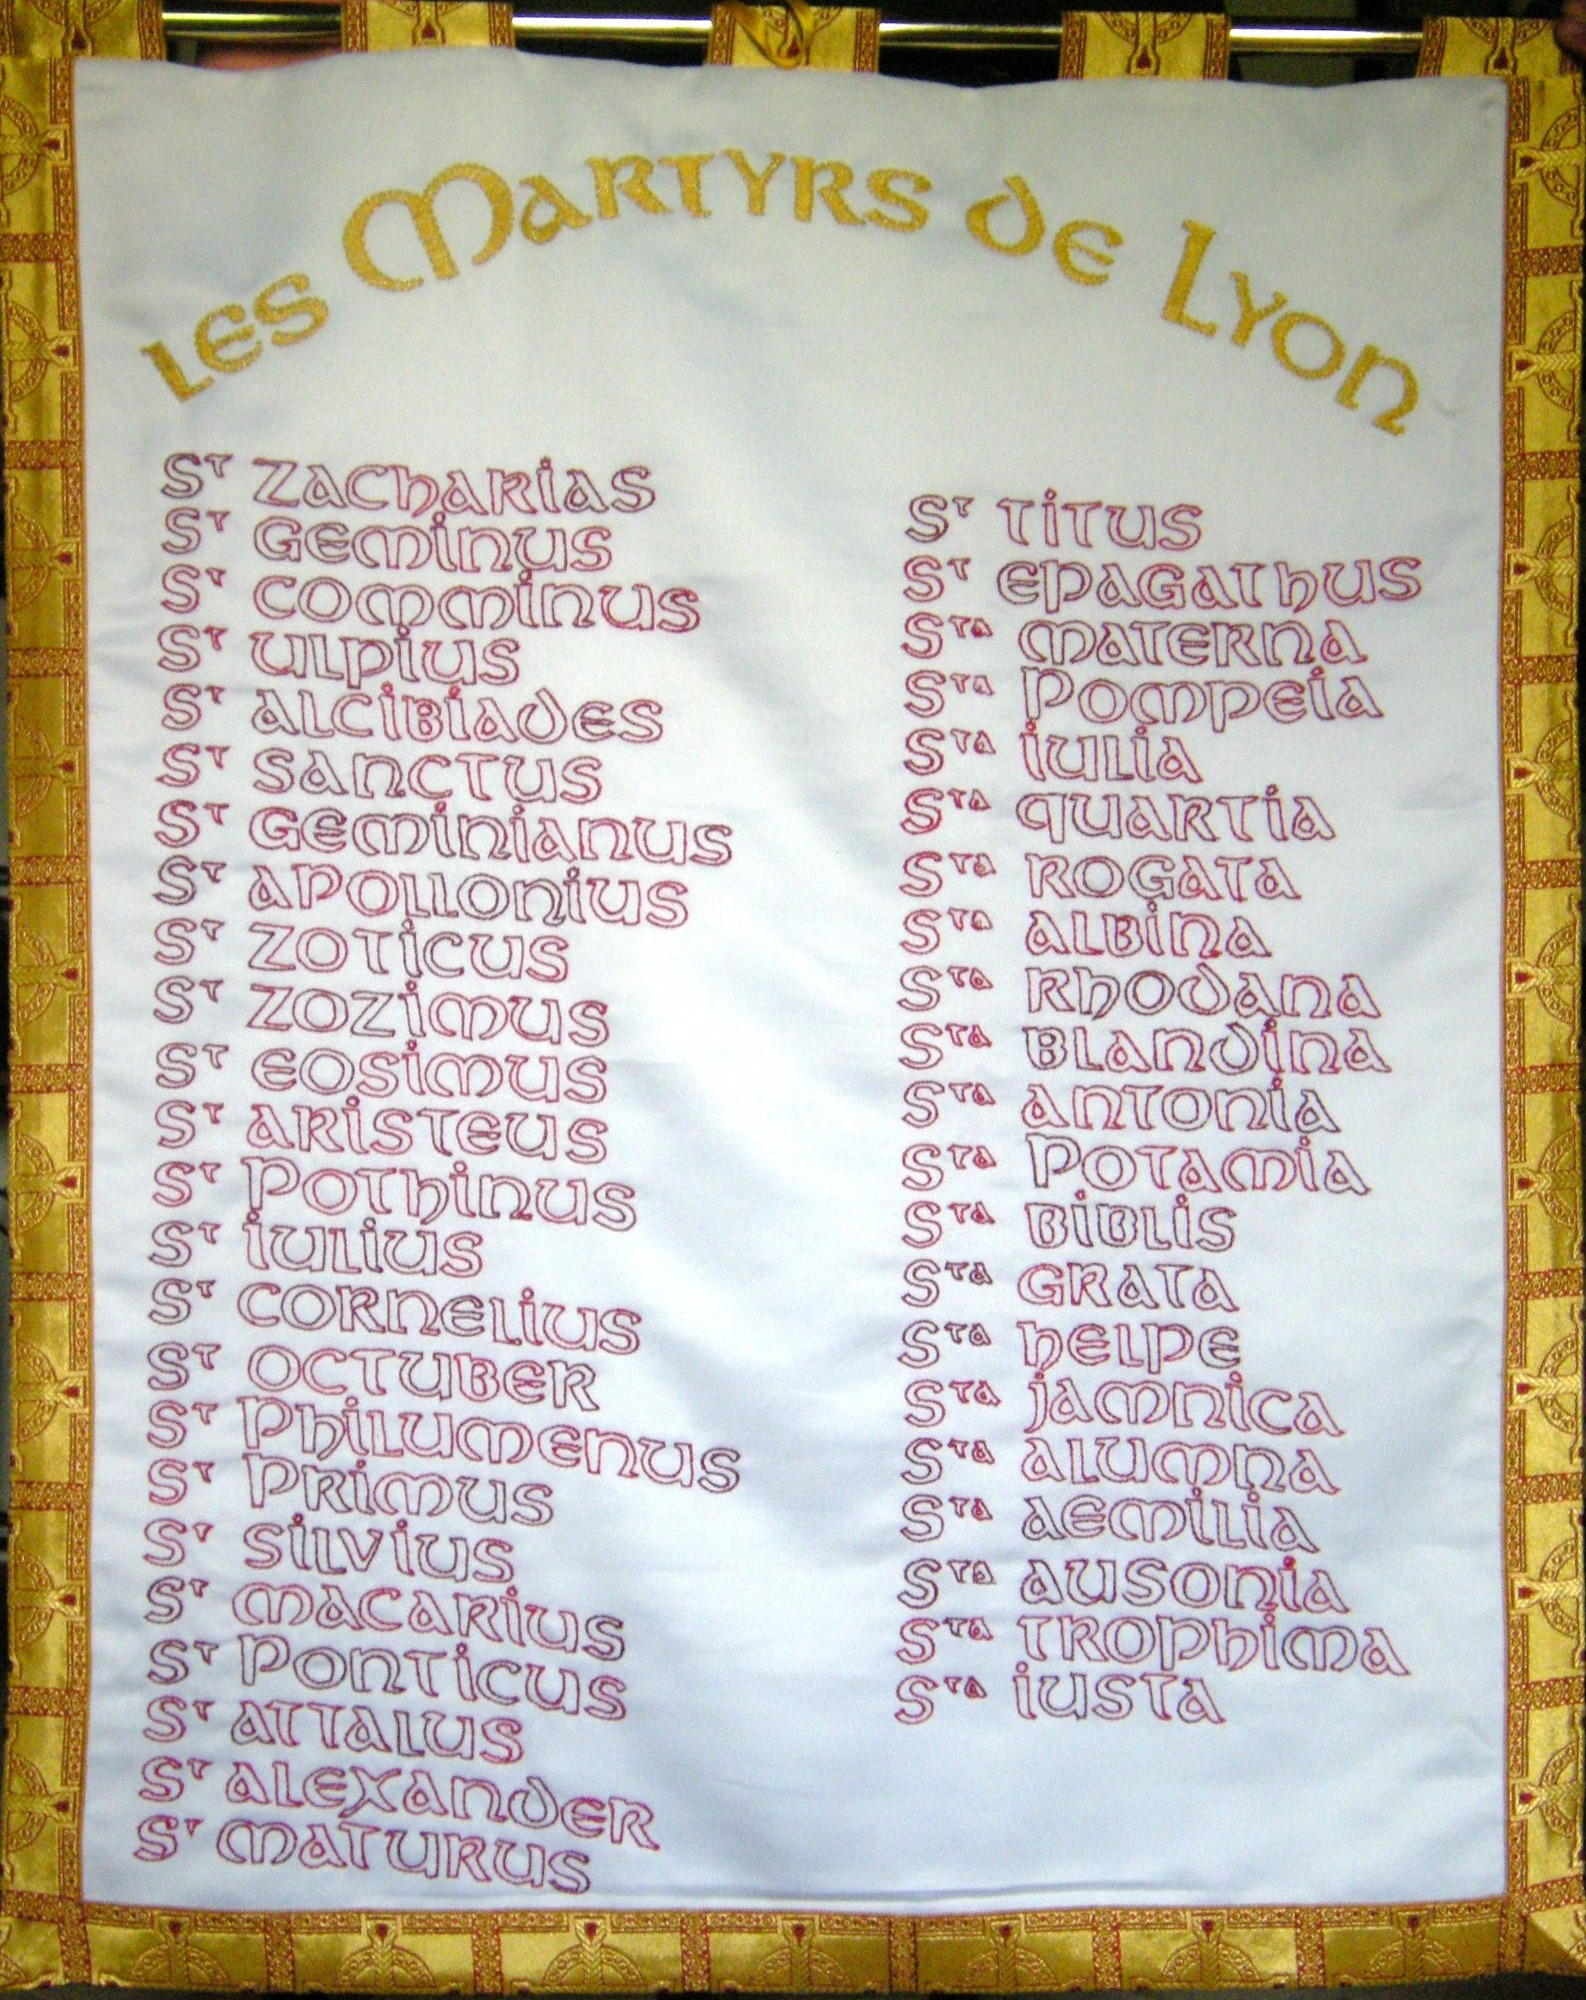 Les Martyrs de Lyon
St Zacharias
St Geminus
St Comminus
St Ulpius
St Alcibiades
St Sanctus
St Geminianus
St Apollonius
St Zoticus
St Zozimus
St Eosimus
St Aristeus
St Pothinus
St Iulius
St Cornelius
St Octuber
St Philumenus
St Primus
St Silvius
St Macarius
St Ponticus
St Attalus
St Alexander
St Maturus
St Titus
St Epagathus
Sta Materna
Sta Pompeia
Sta Iulia
Sta Quartia
Sta Rogata
Sta Albina
Sta Rhodana
Sta Blandina
Sta Antonia
Sta Potamia
Sta Biblis
Sta Grata
Sta Helpe
Sta Jamnica
Sta Alumna
Sta Aemilia
Sta Ausonia
Sta Trophima
Sta Iusta